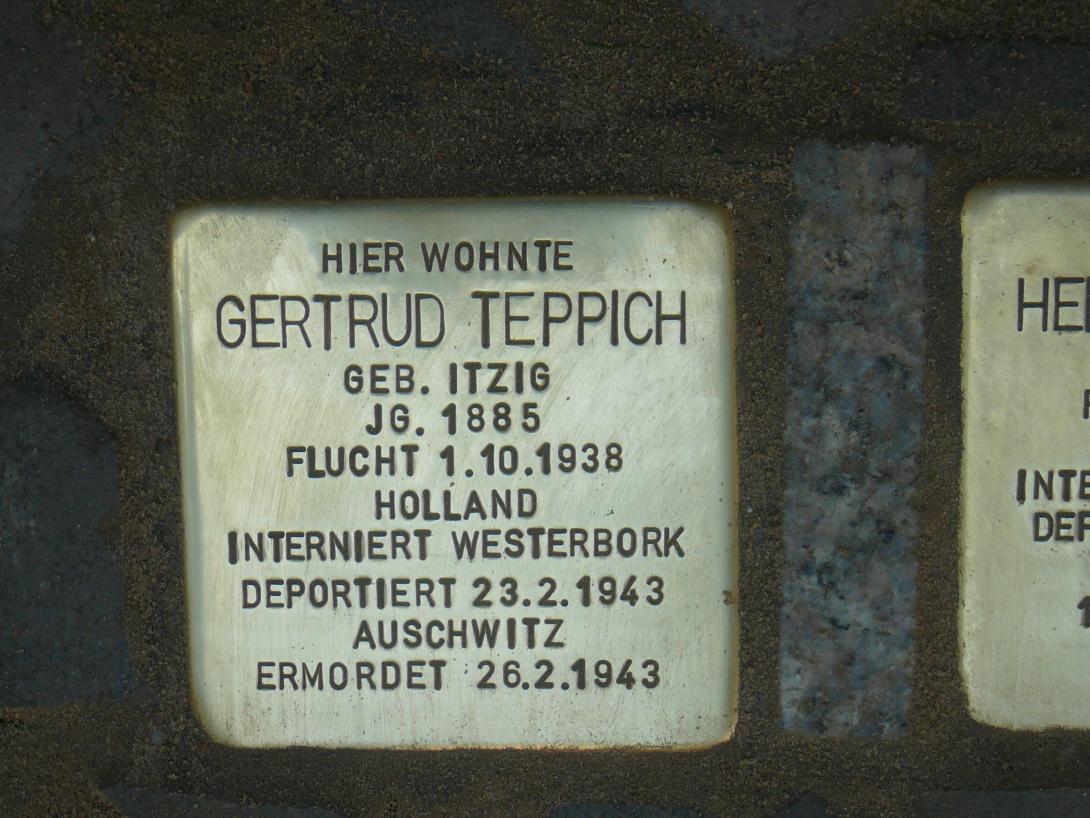 HIER WOHNTE
GERTRUD TEPPICH
GEB. ITZIG
JG. 1885
FLUCHT 1.10.1938
HOLLAND
INTERNIERT WESTERBORK
DEPORTIERT 23.2.1943
AUSCHWITZ
ERMORDET 26.2.1943